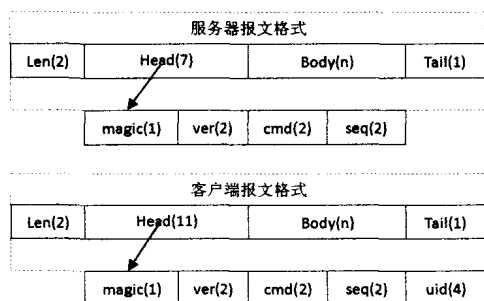 服务器报文格式
Len(2) Head(7) Body(n) Tail(1)
magic(1) ver(2) cmd(2) seq(2)
客户端报文格式
Len(2) Head(11) Body(n) Tail(1)
magic(1) ver(2) cmd(2) seq(2) uid(4)